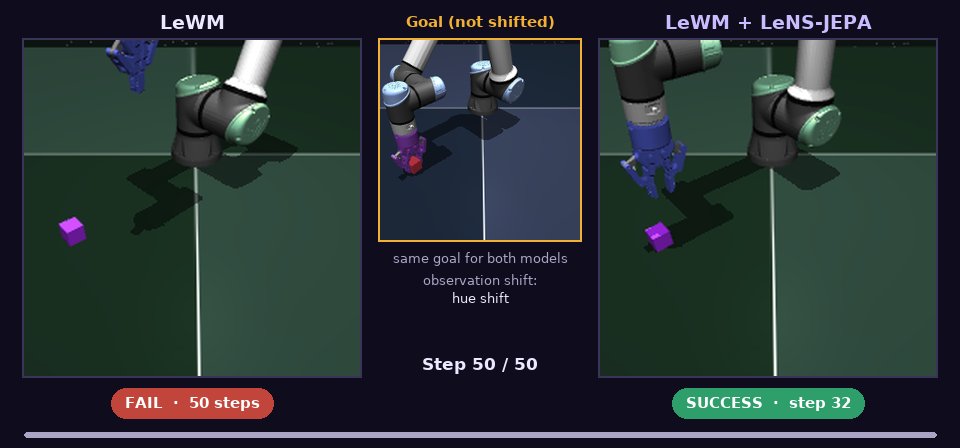 LeWM
Goal (not shifted)
LeWM + LeNS-JEPA
same goal for both models
observation shift:
hue shift
Step 50 / 50
FAIL · 50 steps
SUCCESS · step 32